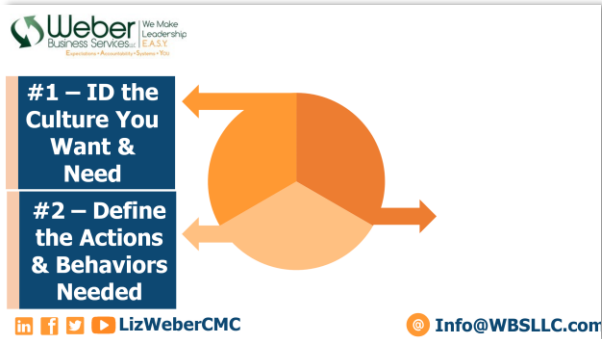 Weber
Business Services LLC
We Make
Leadership
E.A.S.Y.
Expectations • Accountability • Systems • YOU
#1 – ID the
Culture You
Want &
Need
#2 – Define
the Actions
& Behaviors
Needed
in f LizWeberCMC
@ Info@WBSLLC.com